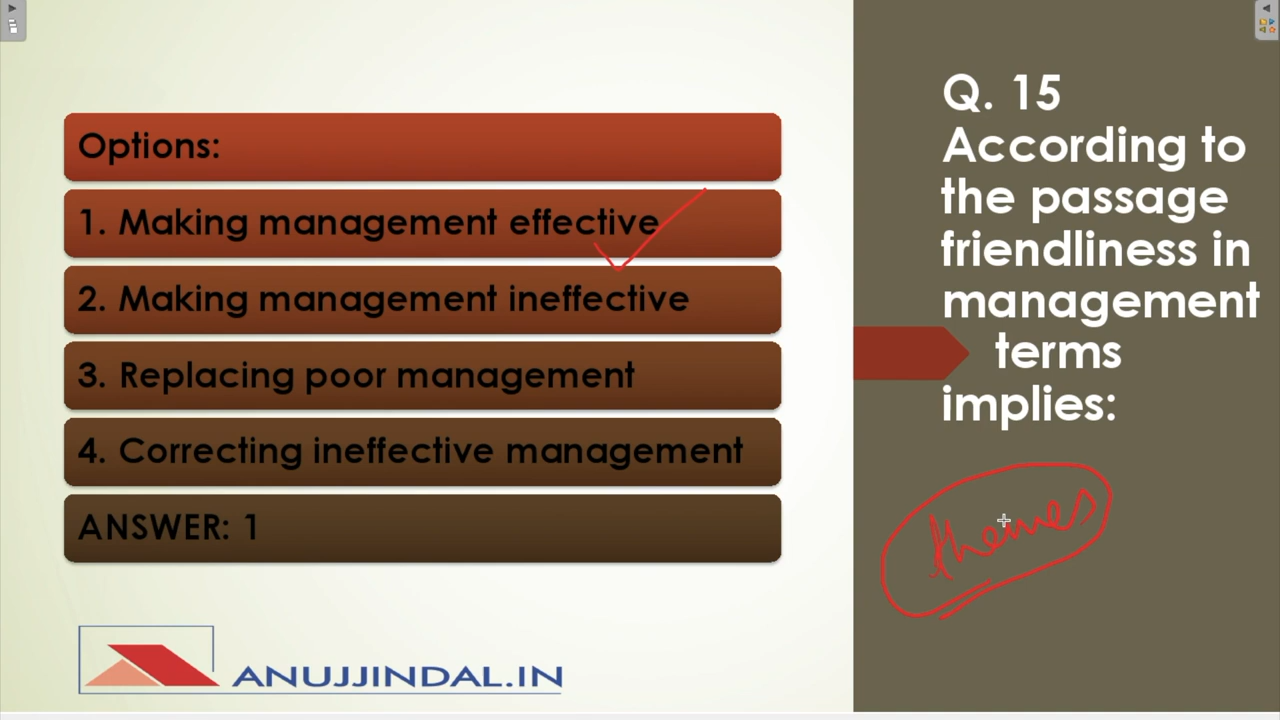 Options:
1. Making management effective
2. Making management ineffective
3. Replacing poor management
4. Correcting ineffective management
ANSWER: 1
ANUJJINDAL.IN
Q. 15
According to
the passage
friendliness in
management
terms
implies:
themes